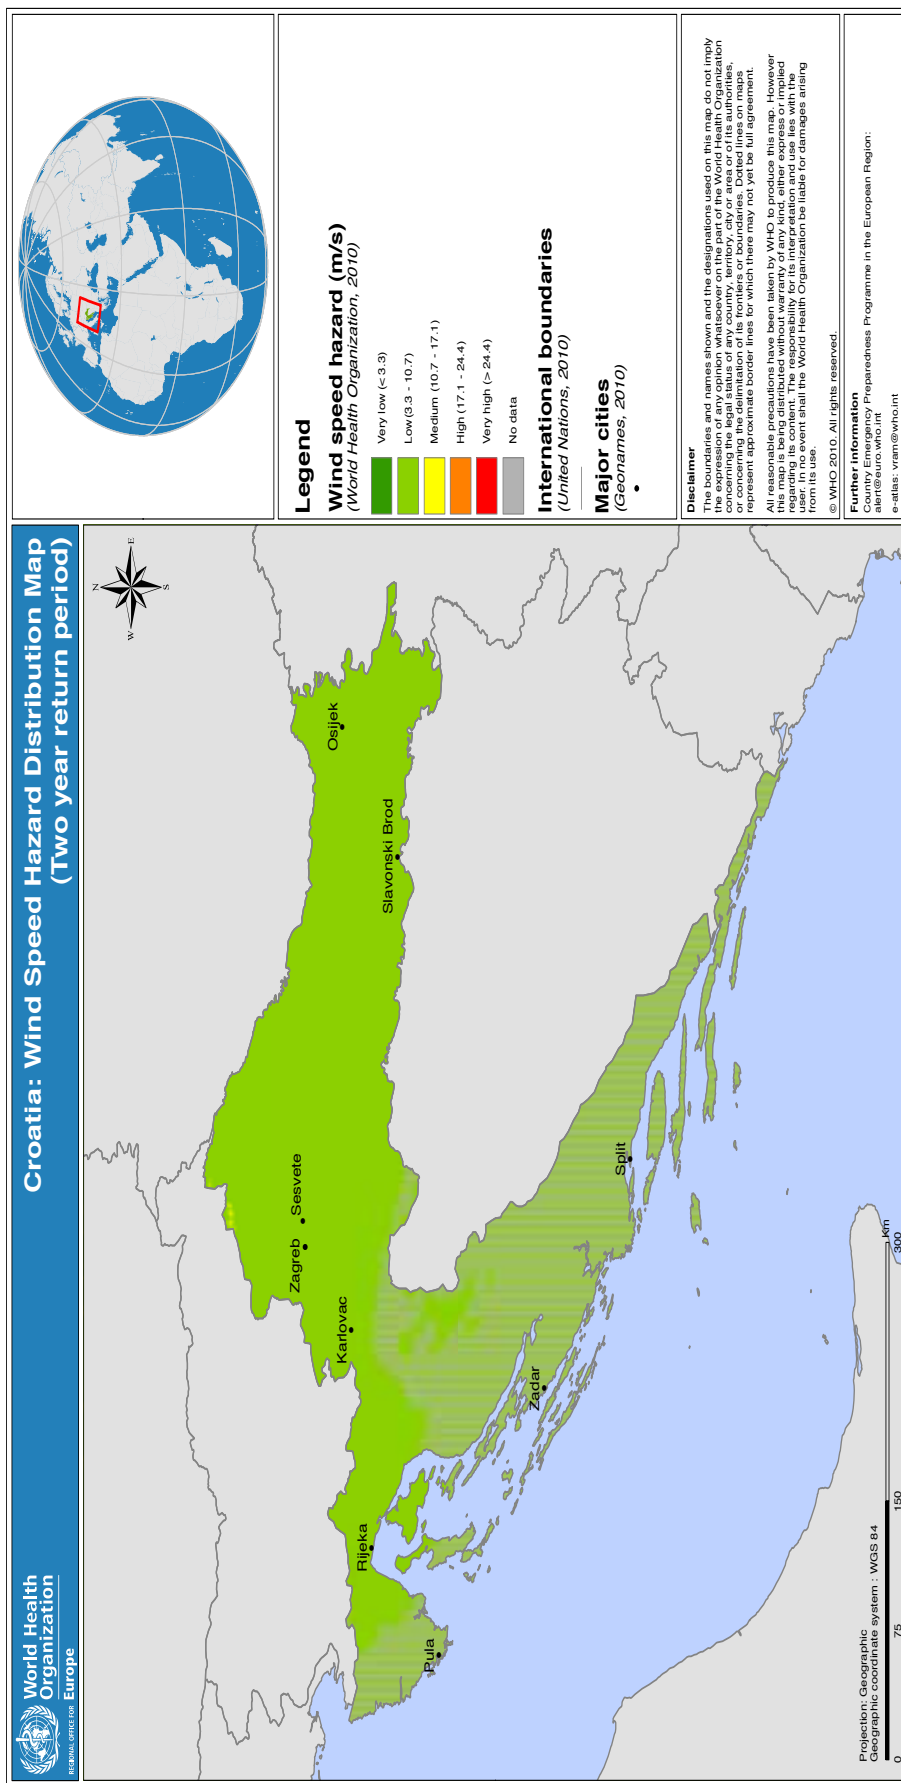 World Health
Organization
REGIONAL OFFICE FOR Europe
Croatia: Wind Speed Hazard Distribution Map
(Two year return period)
N
W
E
S
Osijek
Slavonski Brod
Sesvete
Zagreb
Karlovac
Rijeka
Pula
Zadar
Split
Projection: Geographic
Geographic coordinate system : WGS 84
0
75
150
300
Km
Legend
Wind speed hazard (m/s)
(World Health Organization, 2010)
Very low (< 3.3)
Low (3.3 - 10.7)
Medium (10.7 - 17.1)
High (17.1 - 24.4)
Very high (> 24.4)
No data
International boundaries
(United Nations, 2010)
Major cities
(Geonames, 2010)
Disclaimer
The boundaries and names shown and the designations used on this map do not imply
the expression of any opinion whatsoever on the part of the World Health Organization
concerning the legal status of any country, territory, city or area or of its authorities,
or concerning the delimitation of its frontiers or boundaries. Dotted lines on maps
represent approximate border lines for which there may not yet be full agreement.
All reasonable precautions have been taken by WHO to produce this map. However
this map is being distributed without warranty of any kind, either express or implied
regarding its content. The responsibility for its interpretation and use lies with the
user. In no event shall the World Health Organization be liable for damages arising
from its use.
© WHO 2010. All rights reserved.
Further information
Country Emergency Preparedness Programme in the European Region:
alert@euro.who.int
e-atlas: vram@who.int